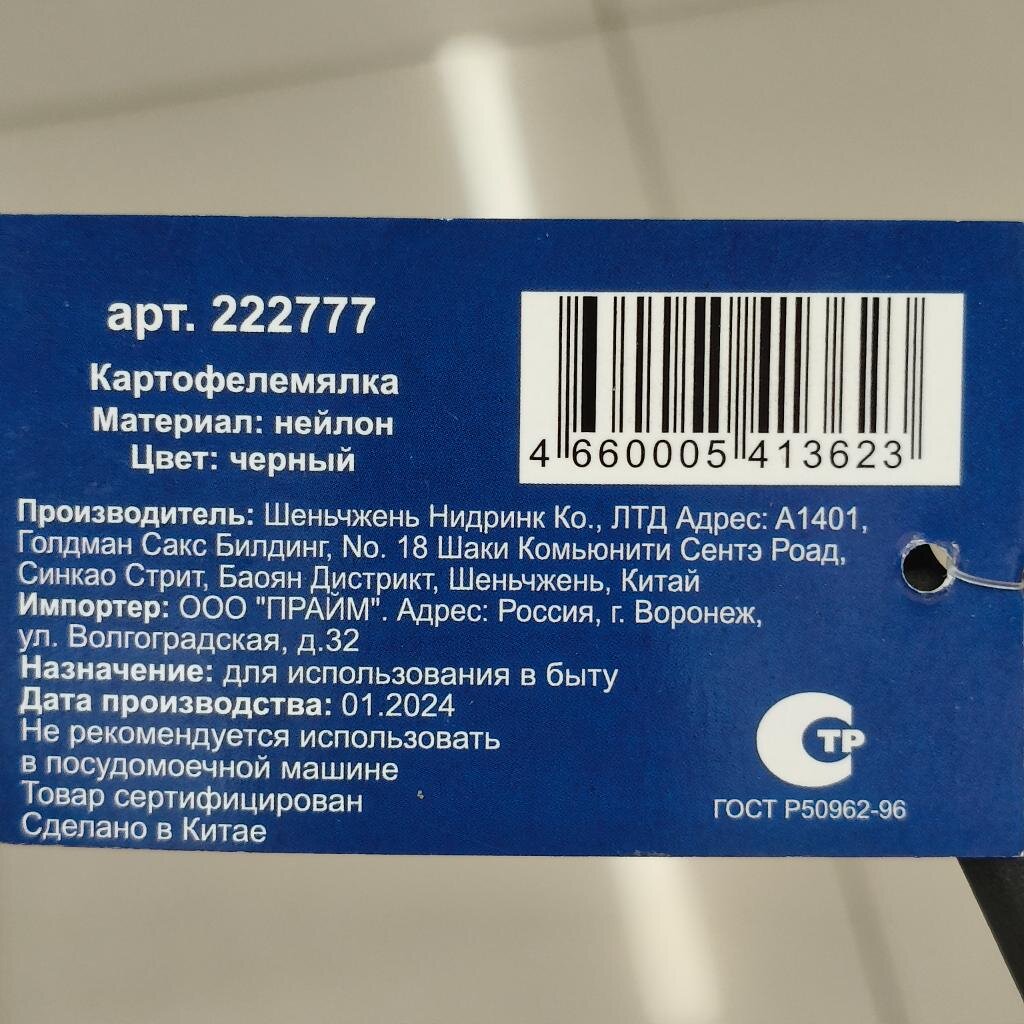 арт. 222777
Картофелемялка
Материал: нейлон
Цвет: черный
4 660005 413623
Производитель: Шеньчжень Нидринк Ко., ЛТД Адрес: А1401,
Голдман Сакс Билдинг, No. 18 Шаки Комьюнити Сентэ Роад,
Синкао Стрит, Баоян Дистрикт, Шеньчжень, Китай
Импортер: ООО "ПРАЙМ". Адрес: Россия, г. Воронеж,
ул. Волгоградская, д.32
Назначение: для использования в быту
Дата производства: 01.2024
Не рекомендуется использовать
в посудомоечной машине
Товар сертифицирован
Сделано в Китае
СТР
ГОСТ Р50962-96